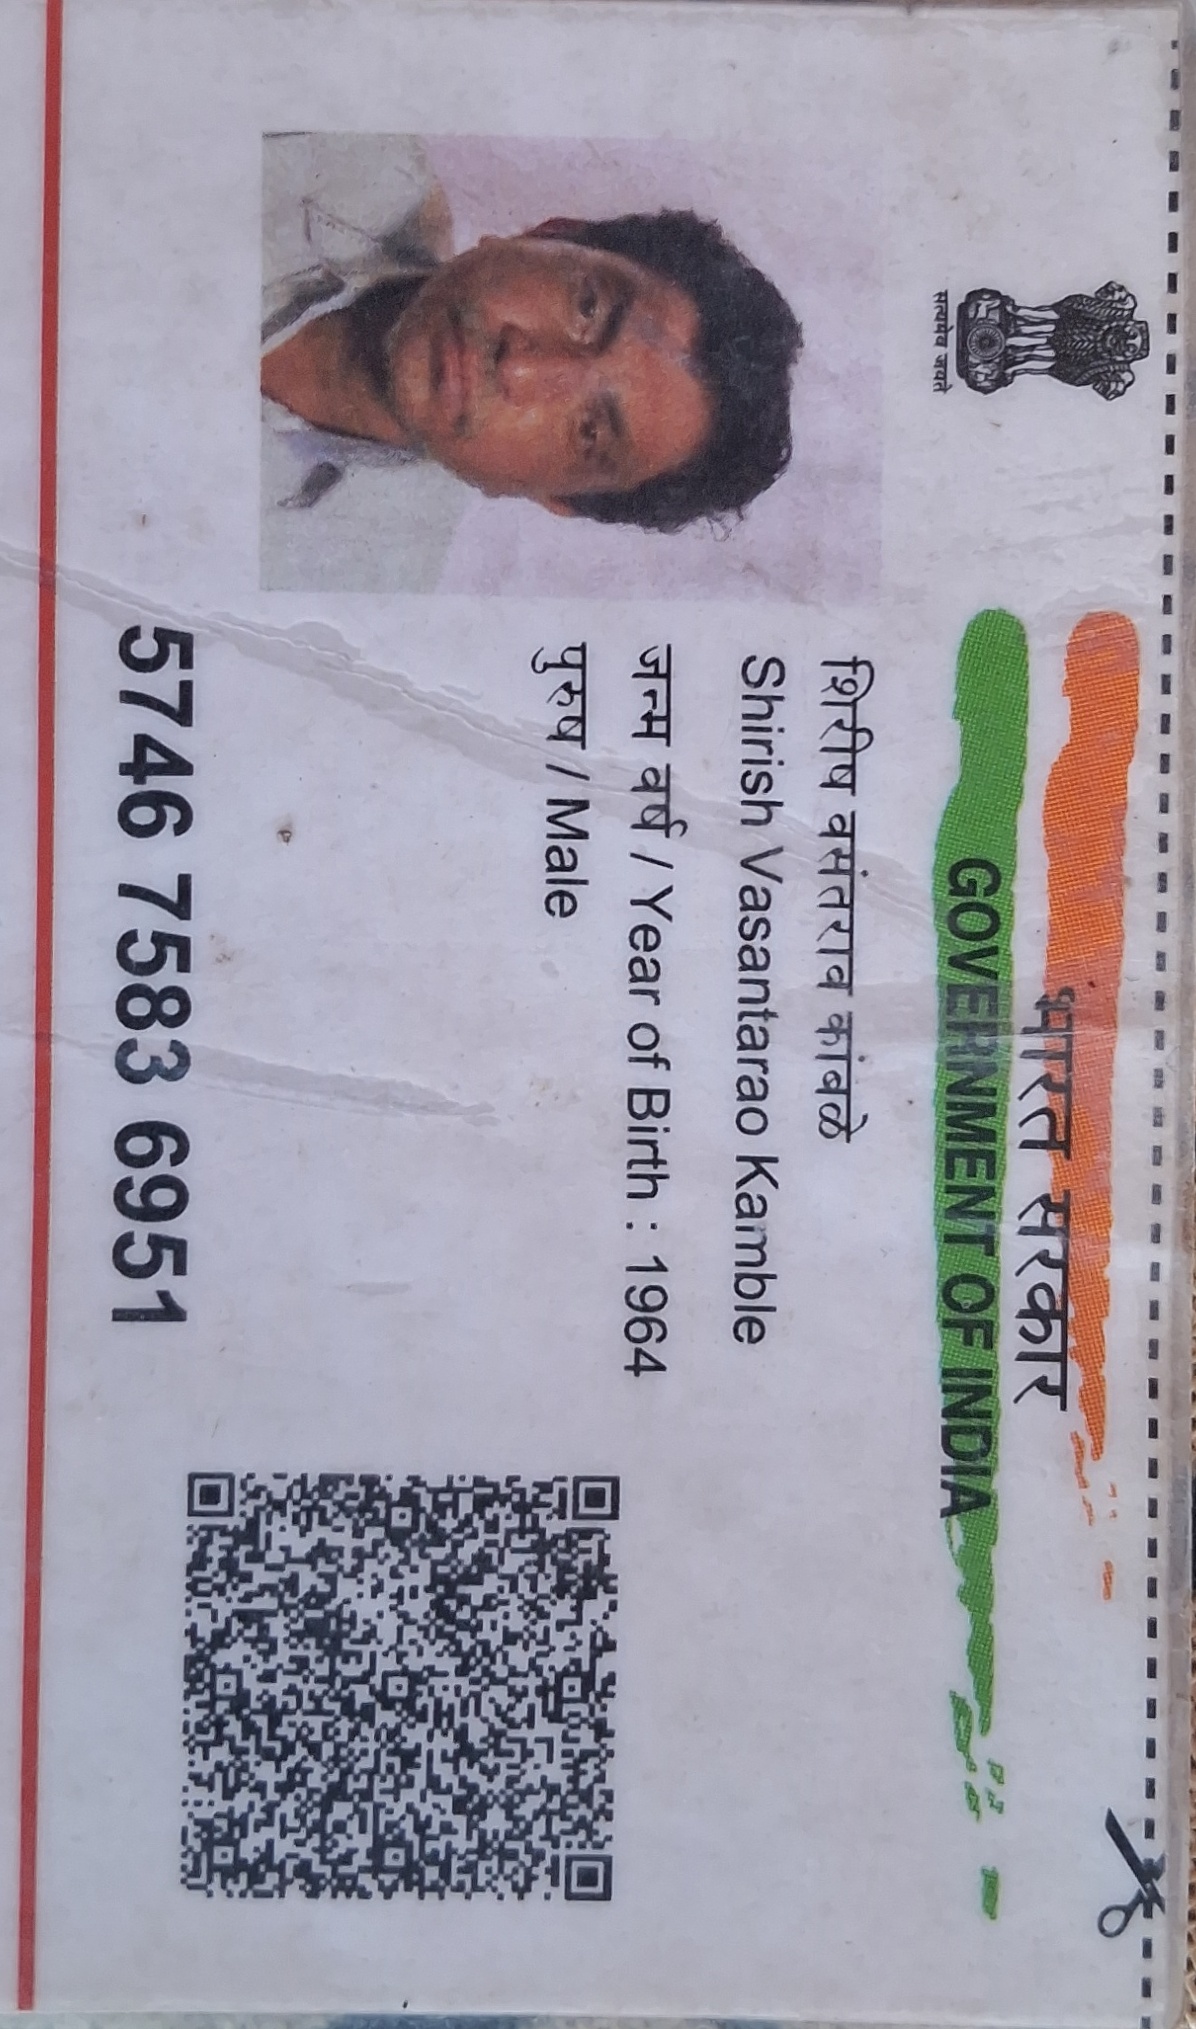 सत्यमेव जयते
भारत सरकार
GOVERNMENT OF INDIA
शिरीष वसंतराव कांबळे
Shirish Vasantarao Kamble
जन्म वर्ष / Year of Birth : 1964
पुरुष / Male
5746 7583 6951